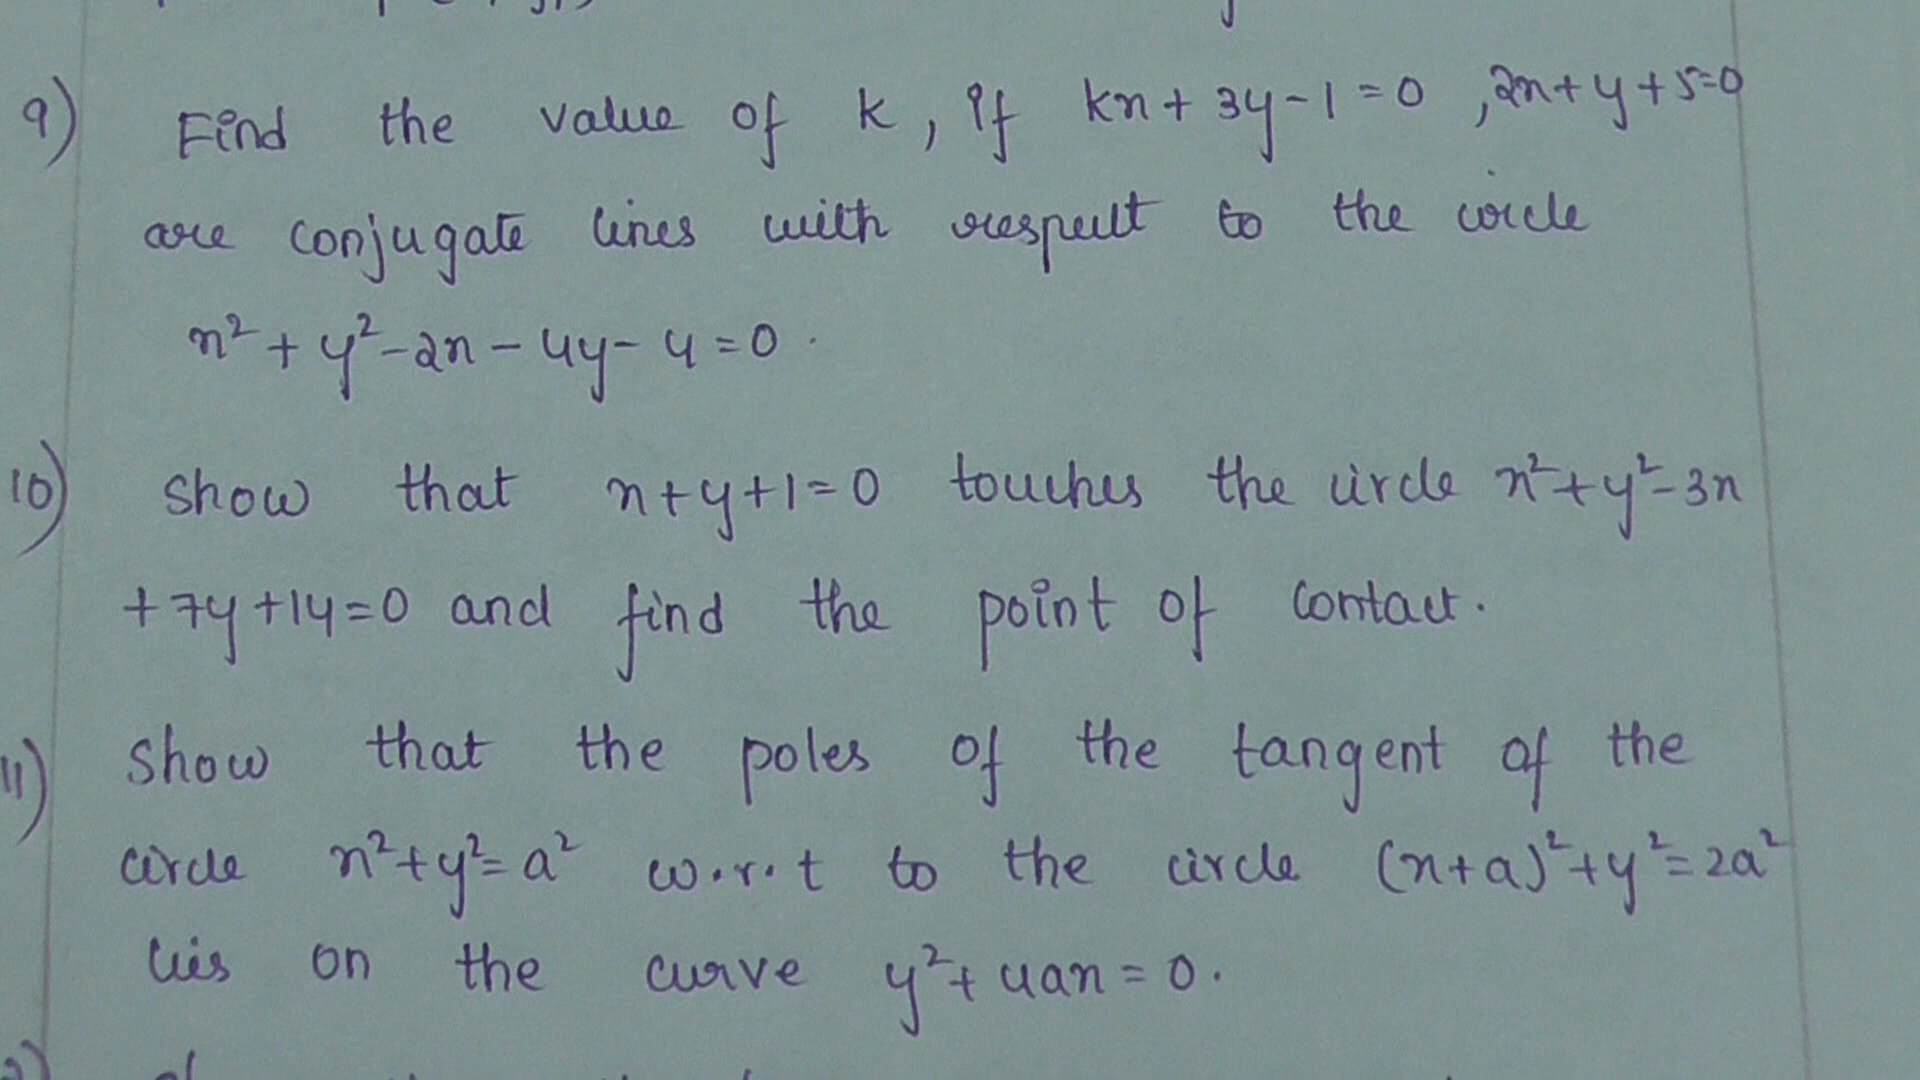 9) Find the value of k, if kx + 3y - 1 = 0, 2x + y + 5 = 0
are conjugate lines with respect to the circle
x² + y² - 2x - 4y - 4 = 0.
10) show that x + y + 1 = 0 touches the circle x² + y² - 3x
+ 7y + 14 = 0 and find the point of contact.
11) show that the poles of the tangent of the
circle x² + y² = a² w.r.t to the circle (x+a)² + y² = 2a²
lies on the curve y² + 4ax = 0.